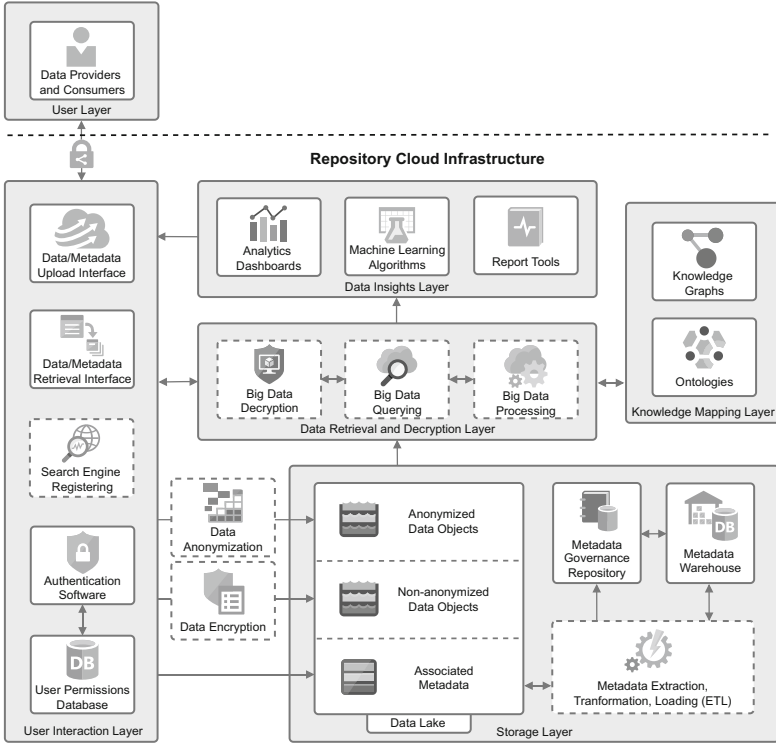 Data Providers
and Consumers
User Layer
Repository Cloud Infrastructure
Data/Metadata
Upload Interface
Data/Metadata
Retrieval Interface
Search Engine
Registering
Authentication
Software
DB
User Permissions
Database
User Interaction Layer
Analytics
Dashboards
Machine Learning
Algorithms
Report Tools
Data Insights Layer
Big Data
Decryption
Big Data
Querying
Big Data
Processing
Data Retrieval and Decryption Layer
Knowledge
Graphs
Ontologies
Knowledge Mapping Layer
Data
Anonymization
Data Encryption
Anonymized
Data Objects
Non-anonymized
Data Objects
Associated
Metadata
Data Lake
Metadata
Governance
Repository
DB
Metadata
Warehouse
Metadata Extraction,
Tranformation, Loading (ETL)
Storage Layer